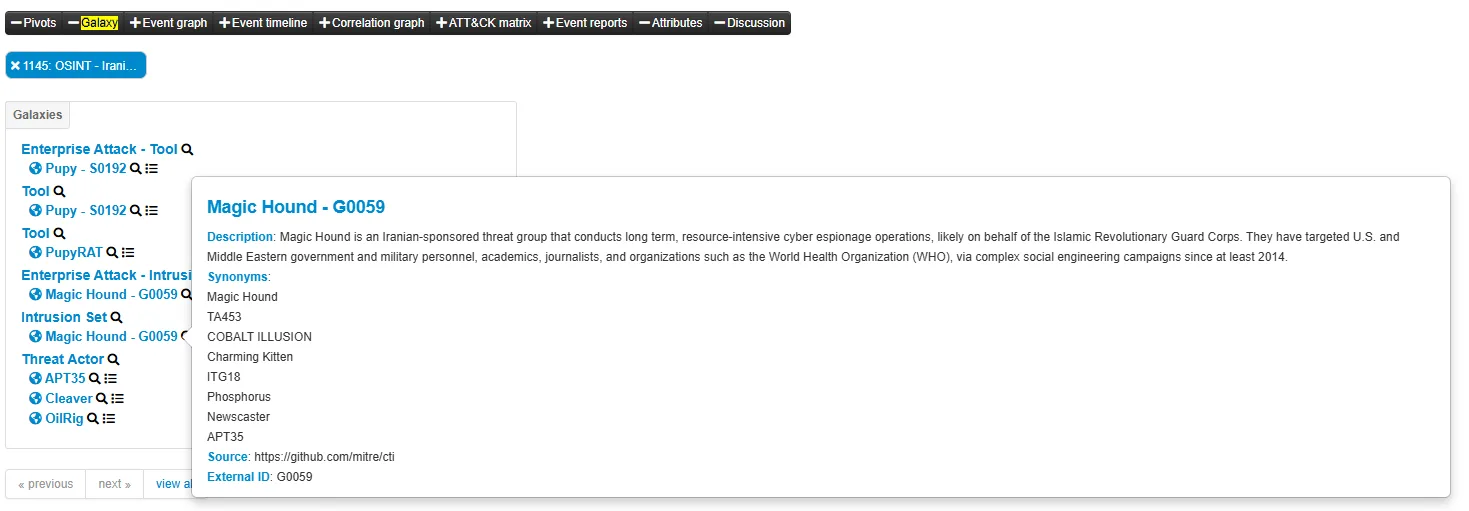 Pivots Galaxy Event graph Event timeline Correlation graph ATT&CK matrix Event reports Attributes Discussion
1145: OSINT - Irani...
Galaxies
Enterprise Attack - Tool
Pupy - S0192
Tool
Pupy - S0192
Tool
PupyRAT
Enterprise Attack - Intrusi
Magic Hound - G0059
Intrusion Set
Magic Hound - G0059
Threat Actor
APT35
Cleaver
OilRig
« previous next » view al
Magic Hound - G0059
Description: Magic Hound is an Iranian-sponsored threat group that conducts long term, resource-intensive cyber espionage operations, likely on behalf of the Islamic Revolutionary Guard Corps. They have targeted U.S. and
Middle Eastern government and military personnel, academics, journalists, and organizations such as the World Health Organization (WHO), via complex social engineering campaigns since at least 2014.
Synonyms:
Magic Hound
TA453
COBALT ILLUSION
Charming Kitten
ITG18
Phosphorus
Newscaster
APT35
Source: https://github.com/mitre/cti
External ID: G0059